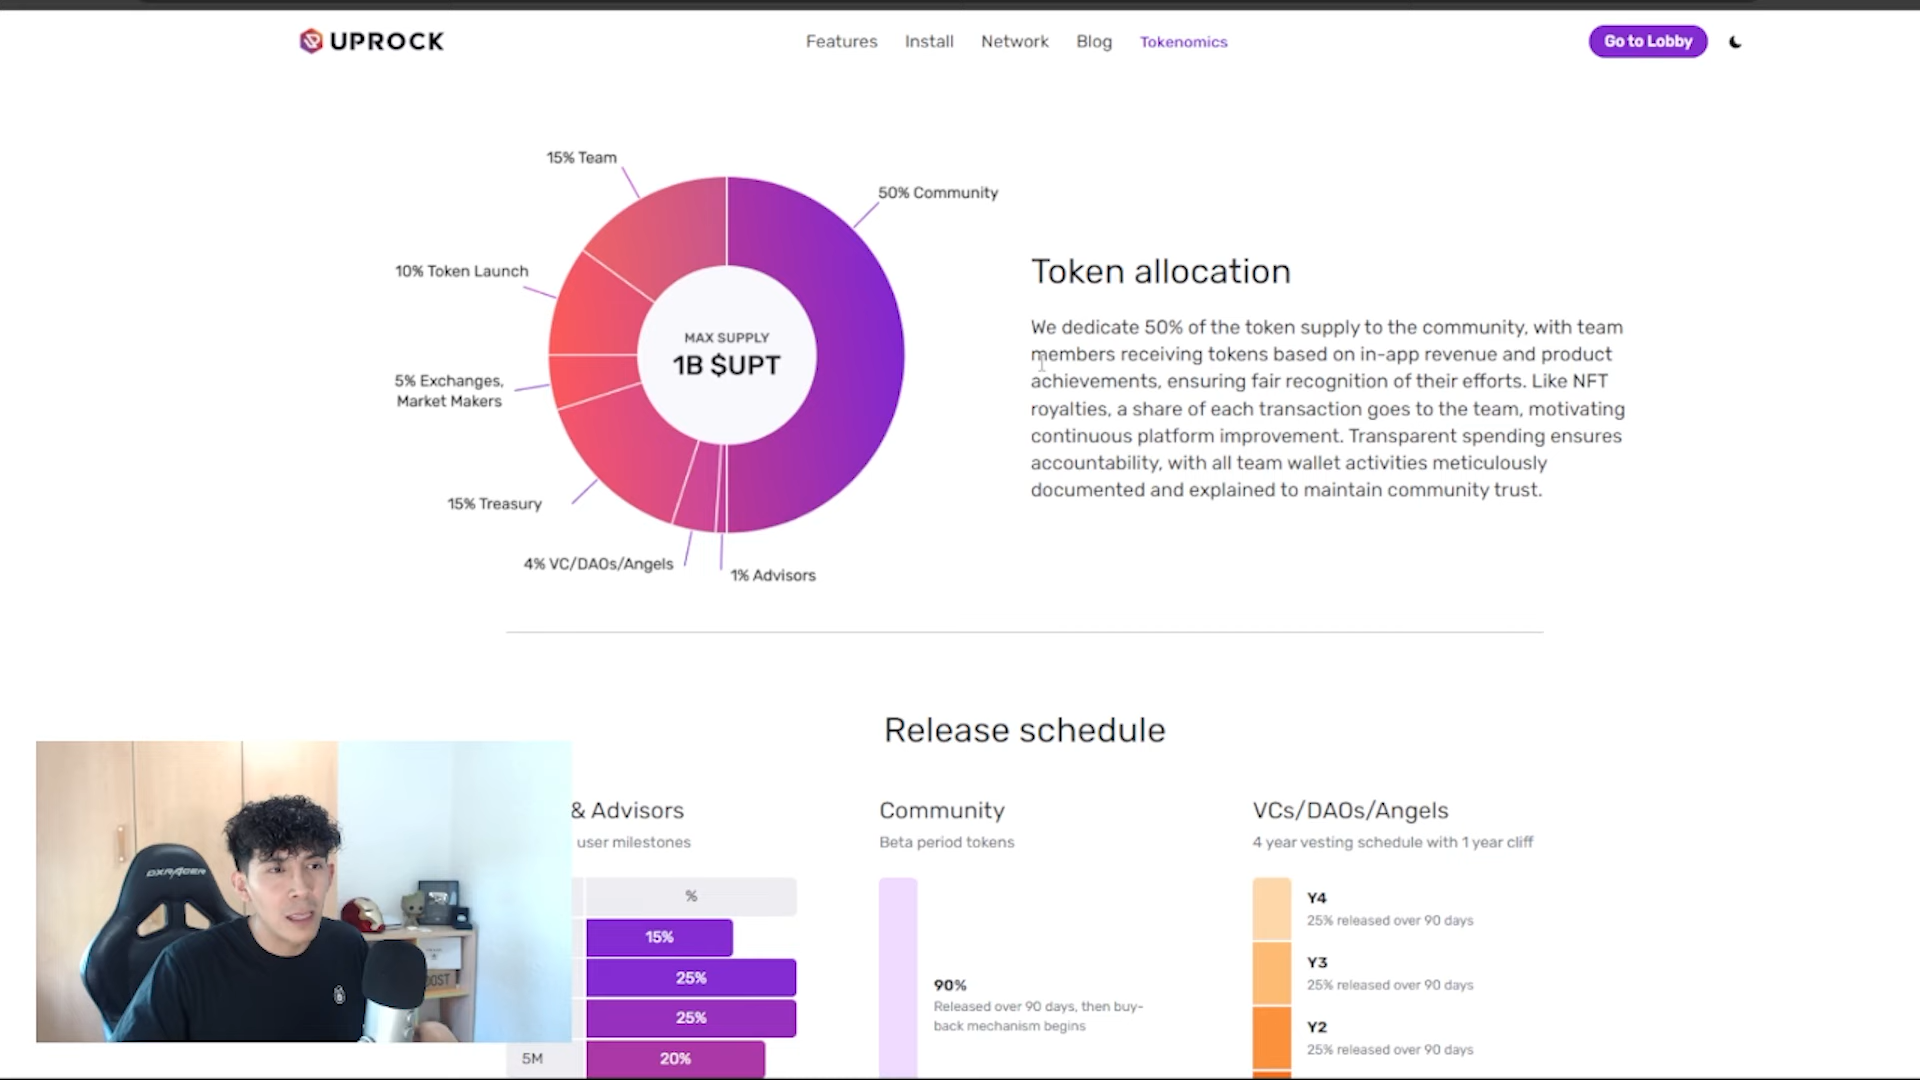 UPROCK
Features
Install
Network
Blog
Tokenomics
Go to Lobby
15% Team
50% Community
10% Token Launch
MAX SUPPLY
1B $UPT
5% Exchanges,
Market Makers
15% Treasury
4% VC/DAOs/Angels
1% Advisors
Token allocation
We dedicate 50% of the token supply to the community, with team
members receiving tokens based on in-app revenue and product
achievements, ensuring fair recognition of their efforts. Like NFT
royalties, a share of each transaction goes to the team, motivating
continuous platform improvement. Transparent spending ensures
accountability, with all team wallet activities meticulously
documented and explained to maintain community trust.
Release schedule
& Advisors
user milestones
%
15%
25%
25%
5M
20%
Community
Beta period tokens
90%
Released over 90 days, then buy-
back mechanism begins
VCs/DAOs/Angels
4 year vesting schedule with 1 year cliff
Y4
25% released over 90 days
Y3
25% released over 90 days
Y2
25% released over 90 days
DXRACER